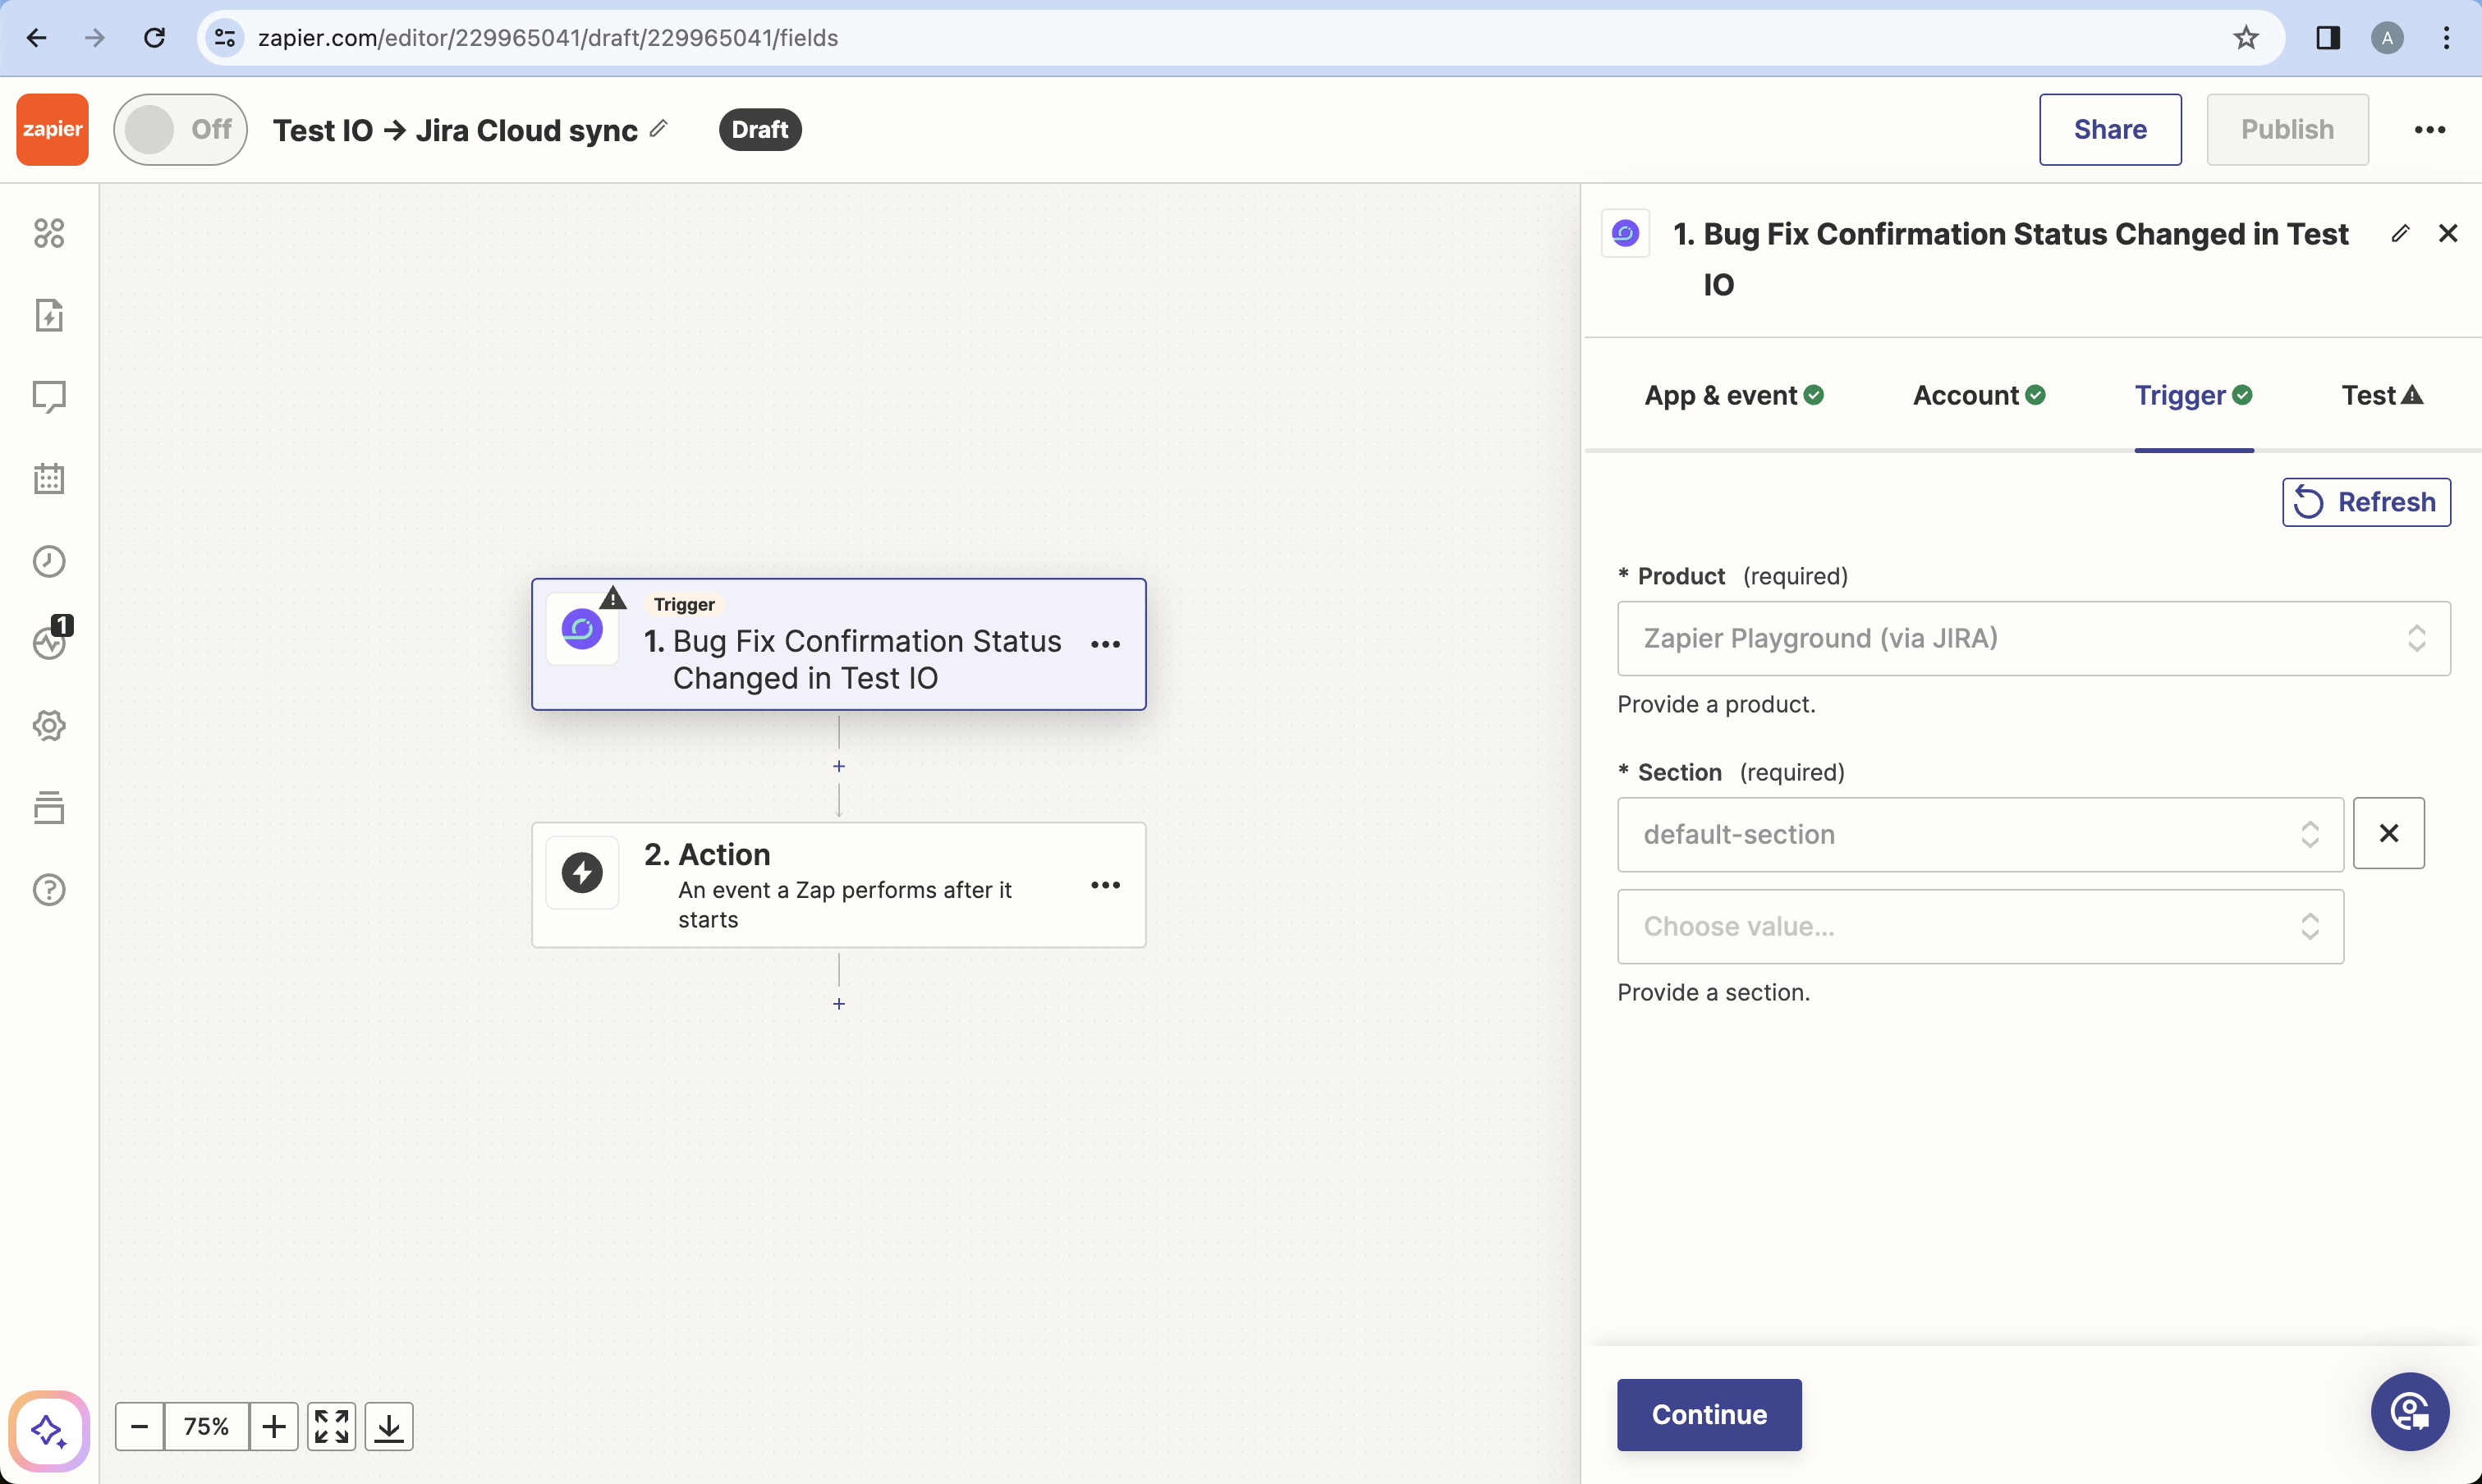 zapier.com/editor/229965041/draft/229965041/fields
A
zapier
Off
Test IO → Jira Cloud sync
Draft
Share
Publish
1. Bug Fix Confirmation Status Changed in Test
IO
App & event
Account
Trigger
Test
Refresh
* Product (required)
Zapier Playground (via JIRA)
Provide a product.
* Section (required)
default-section
Choose value...
Provide a section.
Continue
1
Trigger
1. Bug Fix Confirmation Status
Changed in Test IO
2. Action
An event a Zap performs after it
starts
75%